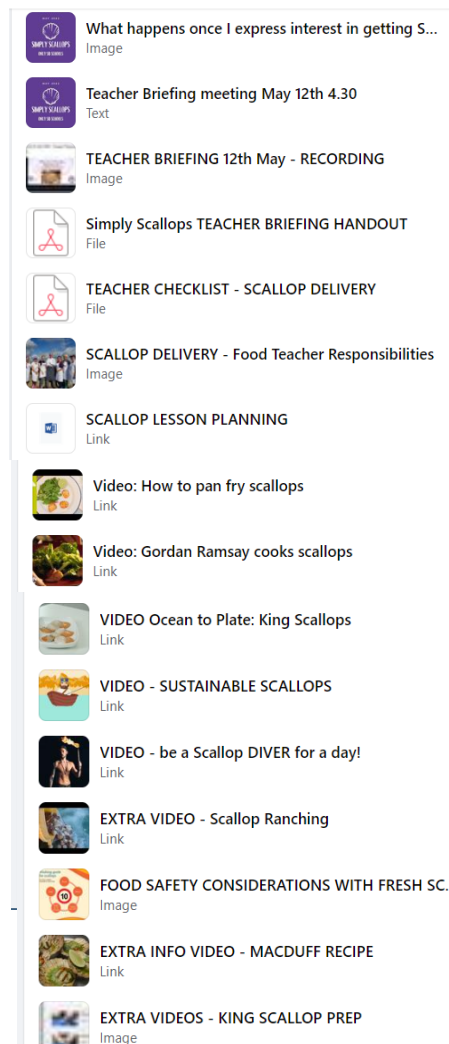 What happens once I express interest in getting S...
Image
SIMPLY SCALLOPS
Teacher Briefing meeting May 12th 4.30
Text
SIMPLY SCALLOPS
TEACHER BRIEFING 12th May - RECORDING
Image
Simply Scallops TEACHER BRIEFING HANDOUT
File
TEACHER CHECKLIST - SCALLOP DELIVERY
File
SCALLOP DELIVERY - Food Teacher Responsibilities
Image
SCALLOP LESSON PLANNING
Link
Video: How to pan fry scallops
Link
Video: Gordan Ramsay cooks scallops
Link
VIDEO Ocean to Plate: King Scallops
Link
VIDEO - SUSTAINABLE SCALLOPS
Link
VIDEO - be a Scallop DIVER for a day!
Link
EXTRA VIDEO - Scallop Ranching
Link
FOOD SAFETY CONSIDERATIONS WITH FRESH SC.
Image
10
EXTRA INFO VIDEO - MACDUFF RECIPE
Link
EXTRA VIDEOS - KING SCALLOP PREP
Image